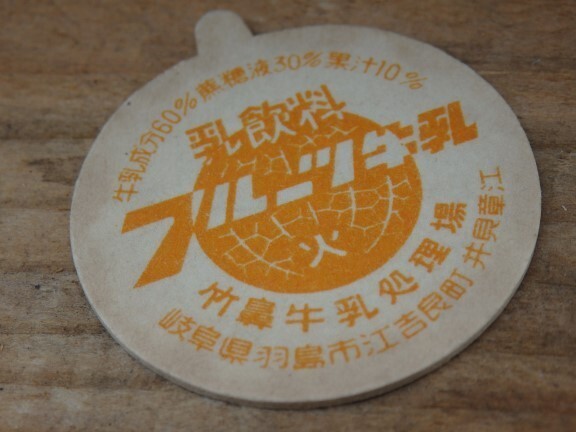 牛乳成分60%蔗糖液30%果汁10%
乳飲料
フルーツ牛乳
火
竹鼻牛乳処理場
岐阜県羽島市江吉良町 井貝章江